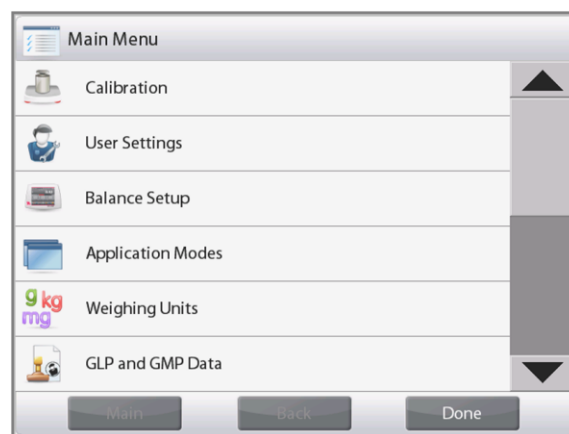 Main Menu
Calibration
User Settings
Balance Setup
Application Modes
g kg
mg
Weighing Units
GLP and GMP Data
Main
Back
Done